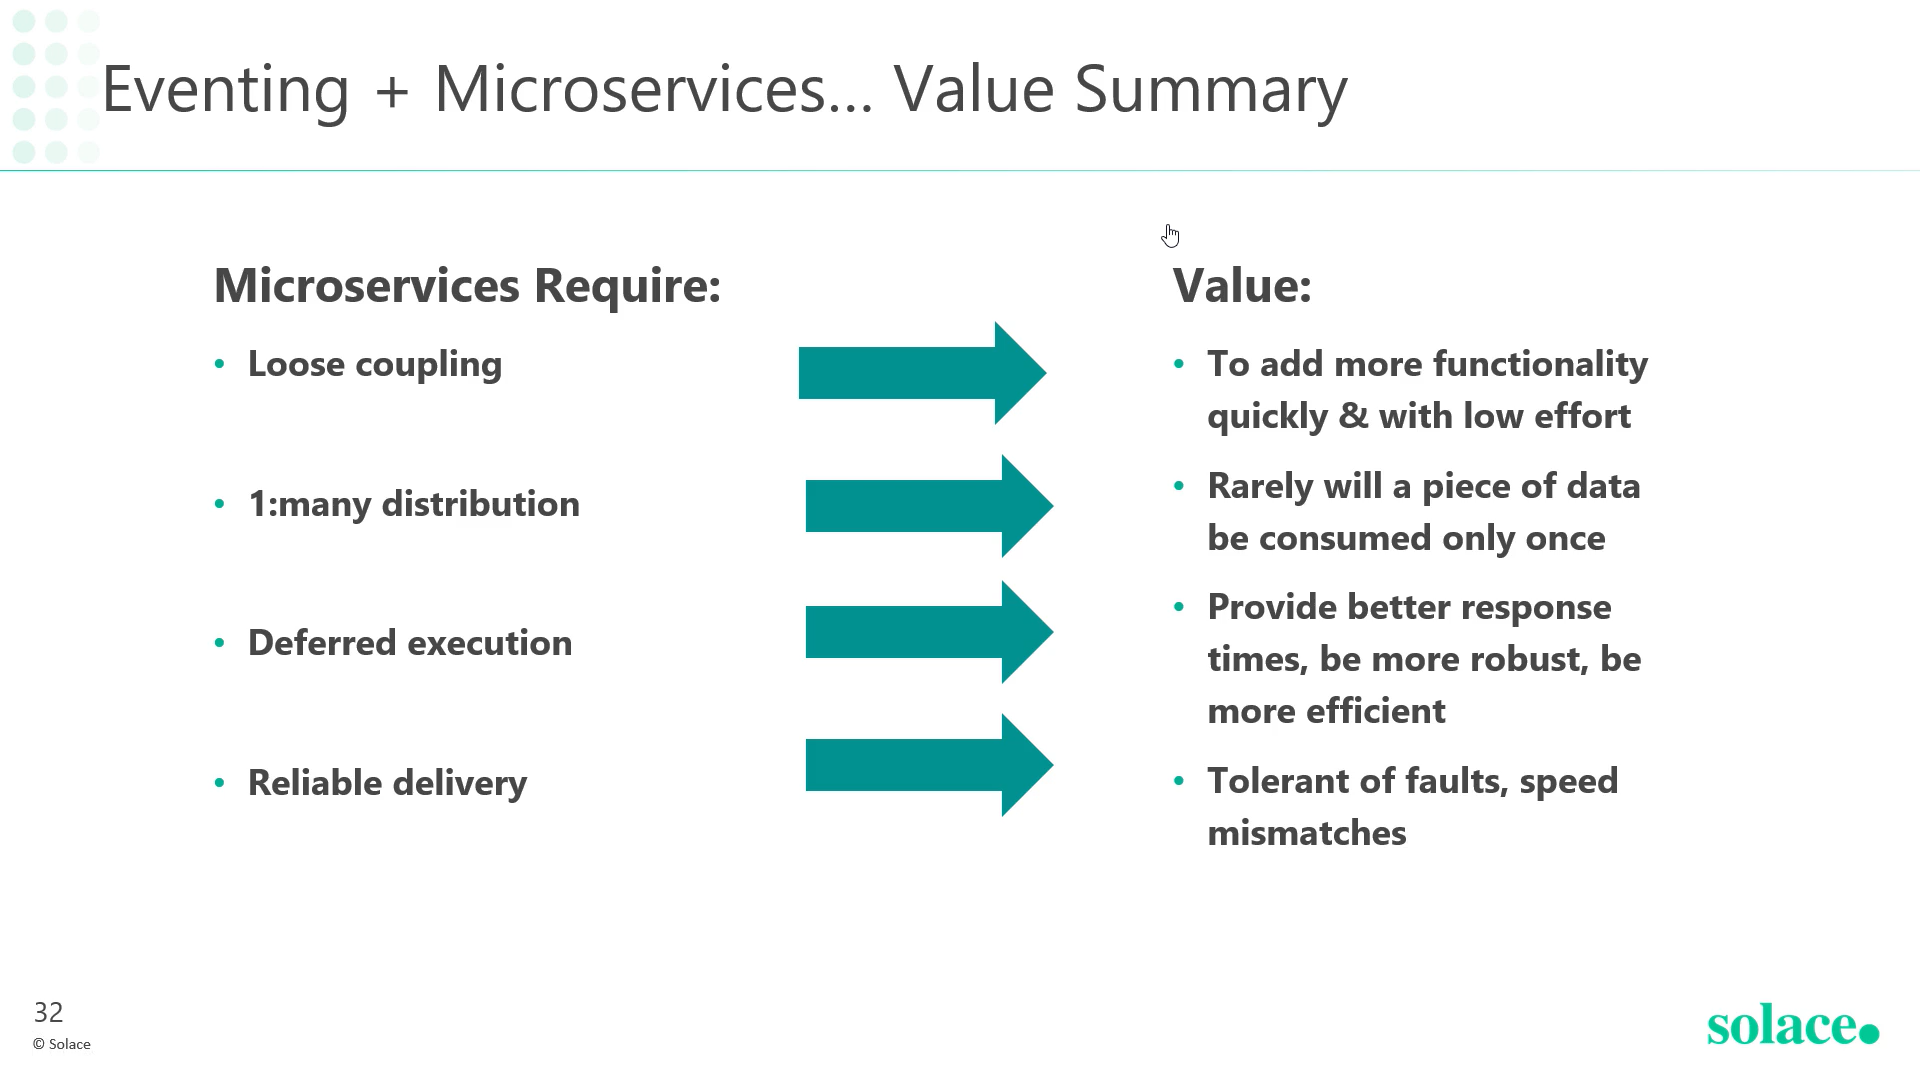 Eventing + Microservices... Value Summary
Microservices Require:
• Loose coupling
• 1:many distribution
• Deferred execution
• Reliable delivery
Value:
• To add more functionality
quickly & with low effort
• Rarely will a piece of data
be consumed only once
• Provide better response
times, be more robust, be
more efficient
• Tolerant of faults, speed
mismatches
32
© Solace
solace.